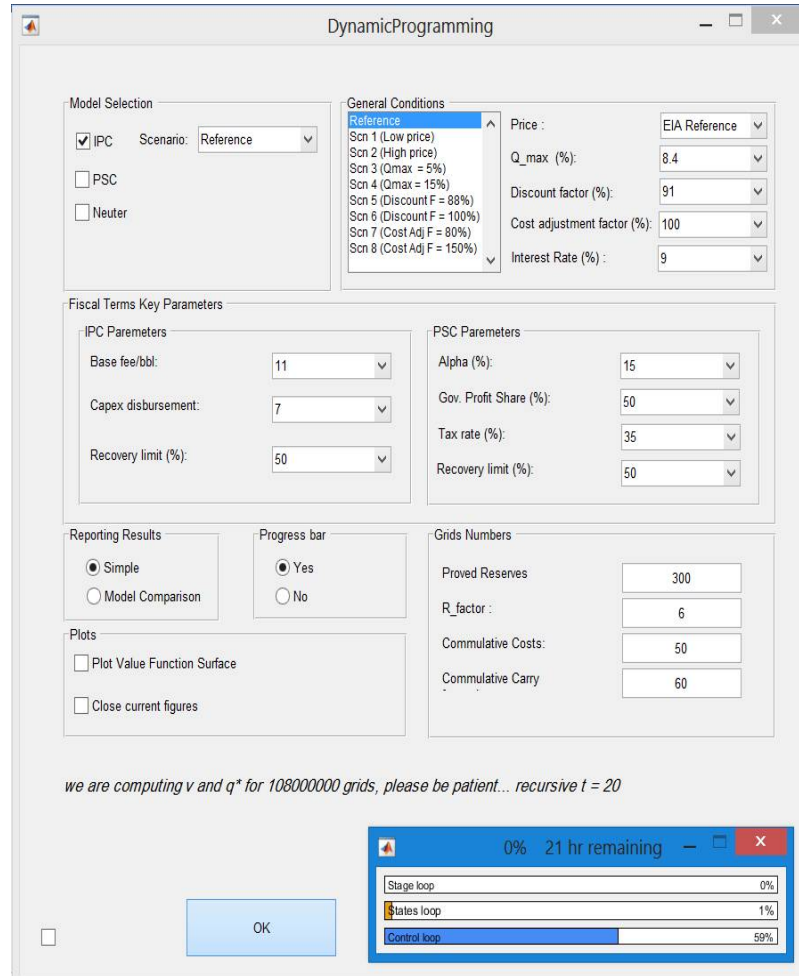 DynamicProgramming
Model Selection
IPC Scenario: Reference
PSC
Neuter
General Conditions
Reference
Scn 1 (Low price)
Scn 2 (High price)
Scn 3 (Qmax = 5%)
Scn 4 (Qmax = 15%)
Scn 5 (Discount F = 88%)
Scn 6 (Discount F = 100%)
Scn 7 (Cost Adj F = 80%)
Scn 8 (Cost Adj F = 150%)
Price : EIA Reference
Q_max (%): 8.4
Discount factor (%): 91
Cost adjustment factor (%): 100
Interest Rate (%) : 9
Fiscal Terms Key Parameters
IPC Paremeters
Base fee/bbl: 11
Capex disbursement: 7
Recovery limit (%): 50
PSC Paremeters
Alpha (%): 15
Gov. Profit Share (%): 50
Tax rate (%): 35
Recovery limit (%): 50
Reporting Results
Simple
Model Comparison
Progress bar
Yes
No
Plots
Plot Value Function Surface
Close current figures
Grids Numbers
Proved Reserves 300
R_factor : 6
Commulative Costs: 50
Commulative Carry 60
we are computing v and q* for 108000000 grids, please be patient... recursive t = 20
OK
0% 21 hr remaining
Stage loop 0%
States loop 1%
Control loop 59%